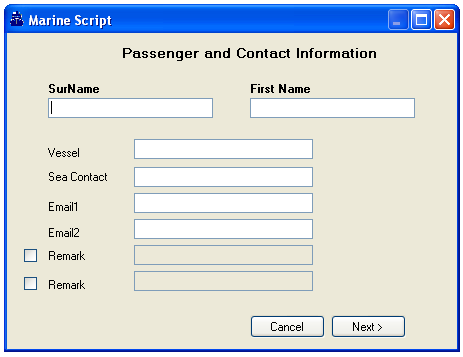 Marine Script
Passenger and Contact Information
SurName First Name
Vessel
Sea Contact
Email1
Email2
Remark
Remark
Cancel Next >